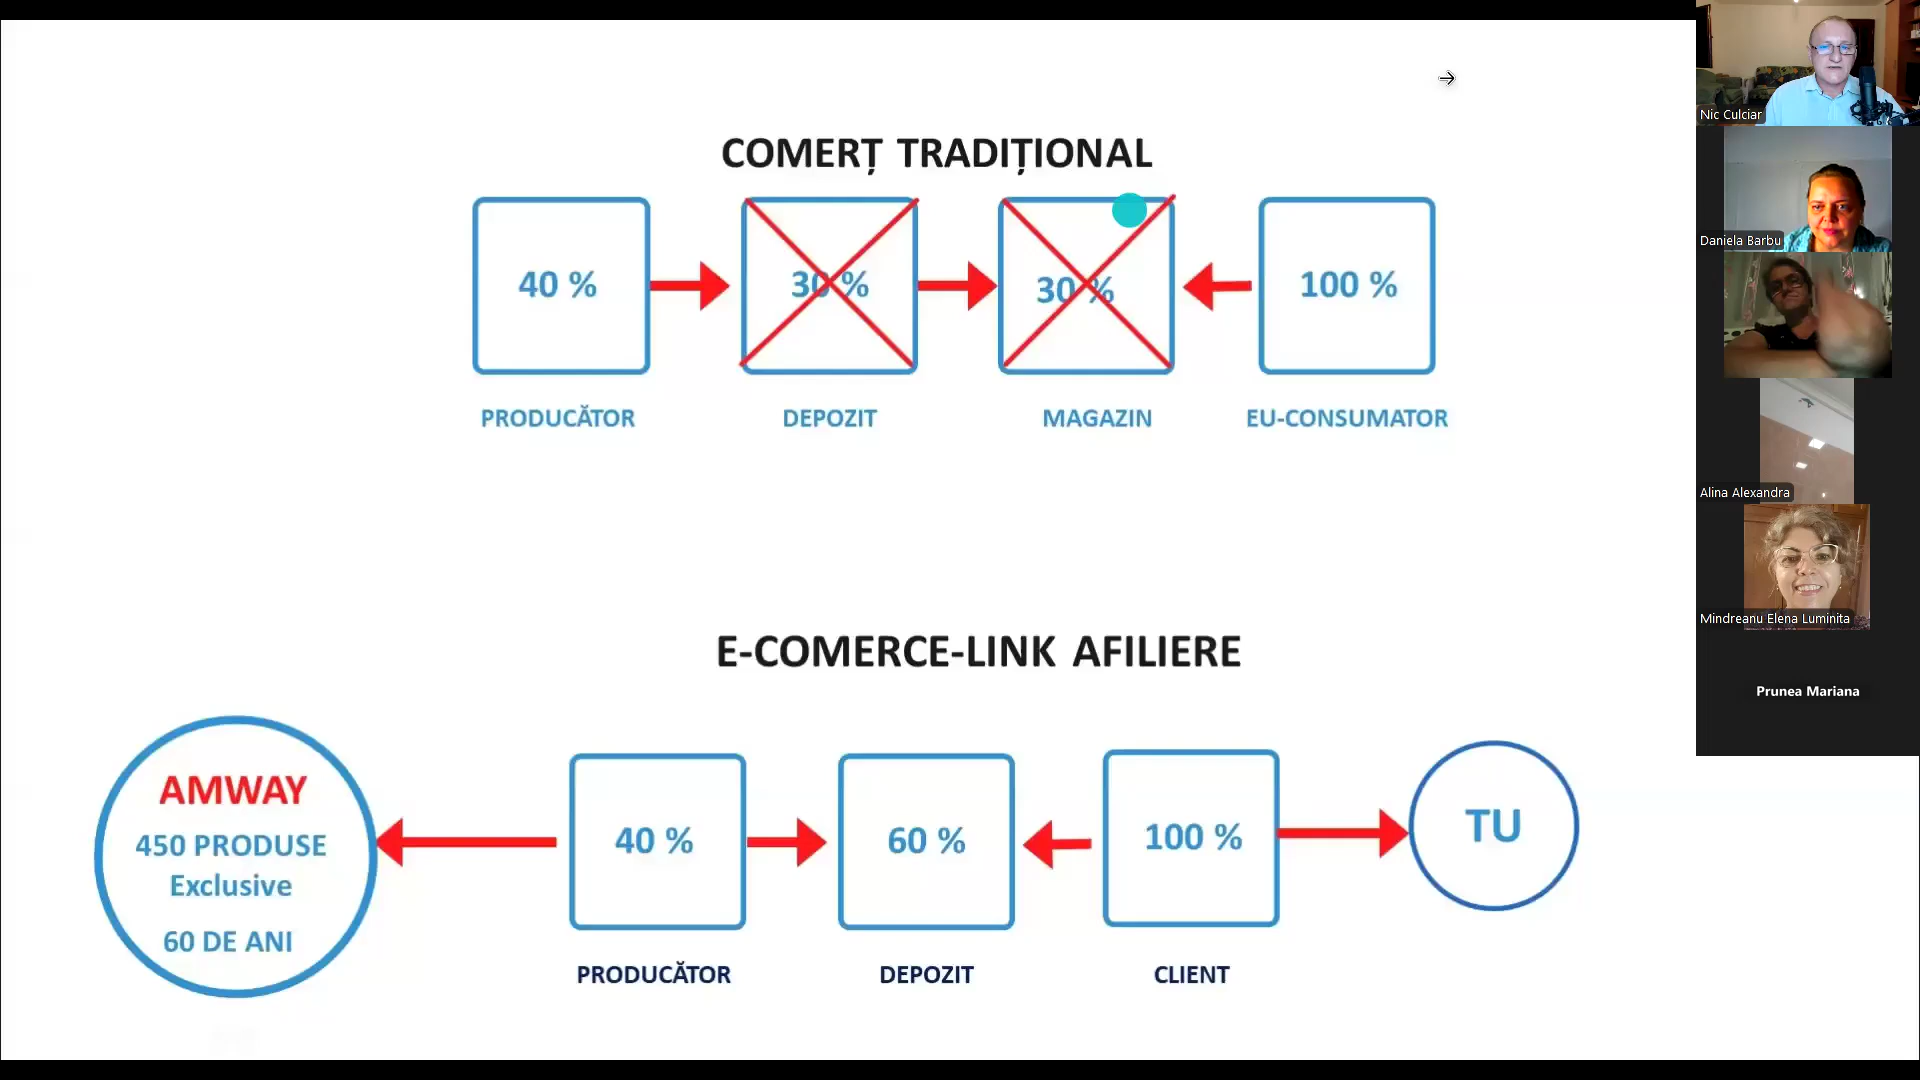 COMERȚ TRADIȚIONAL
40 %
30 %
30 %
100 %
PRODUCĂTOR
DEPOZIT
MAGAZIN
EU-CONSUMATOR
E-COMERCE-LINK AFILIERE
AMWAY
450 PRODUSE
Exclusive
60 DE ANI
40 %
60 %
100 %
TU
PRODUCĂTOR
DEPOZIT
CLIENT
Nic Culciar
Daniela Barbu
Alina Alexandra
Mindreanu Elena Luminita
Prunea Mariana